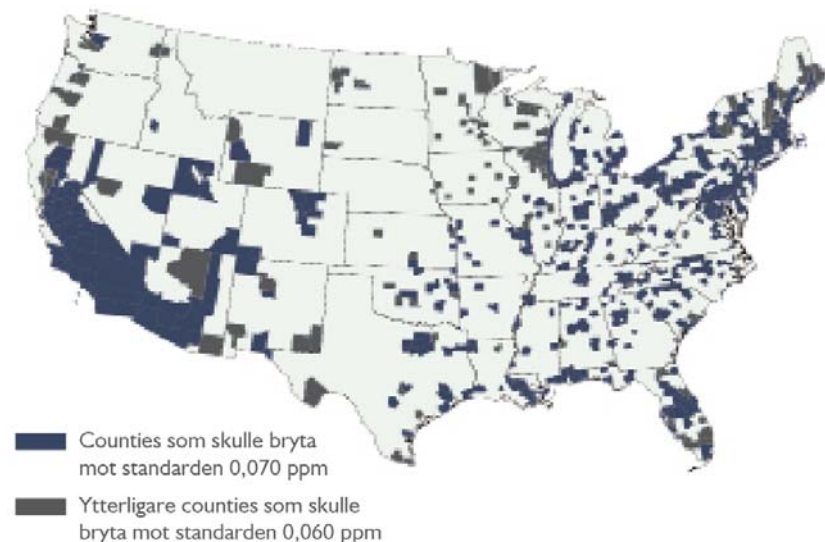 Counties som skulle bryta
mot standarden 0,070 ppm
Ytterligare counties som skulle
bryta mot standarden 0,060 ppm